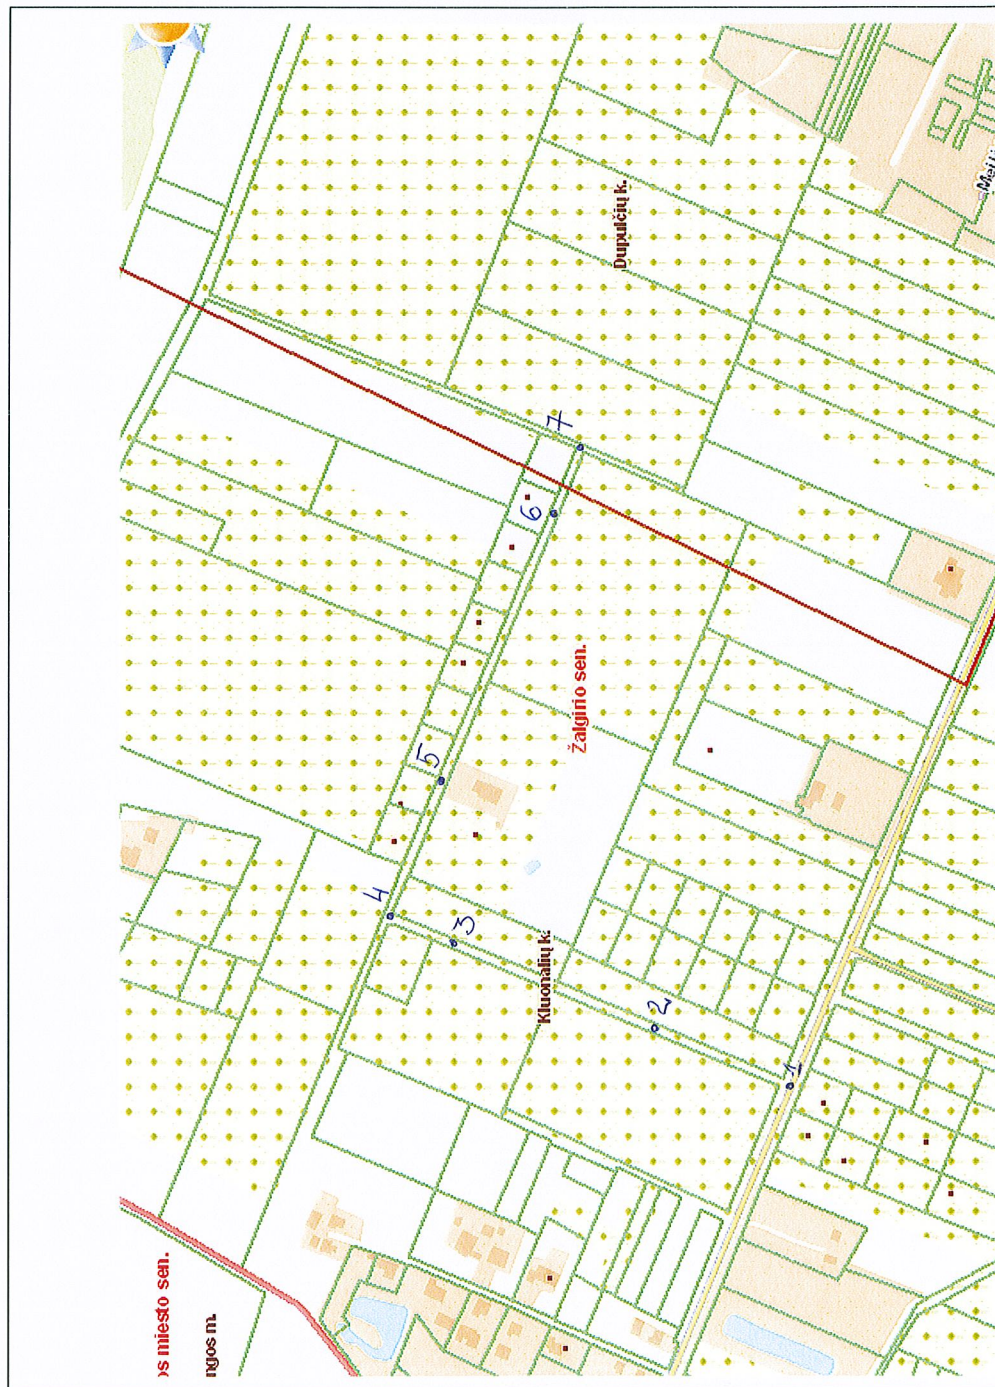 os miesto sen.
ngos m.
Kluonalių k.
Žalgirio sen.
Dupulčių k.
1
2
3
4
5
6
7